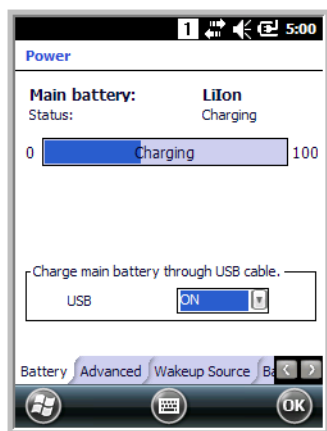 1 5:00
Power
Main battery: LiIon
Status: Charging
0 Charging 100
Charge main battery through USB cable.
USB ON
Battery Advanced Wakeup Source Ba
OK